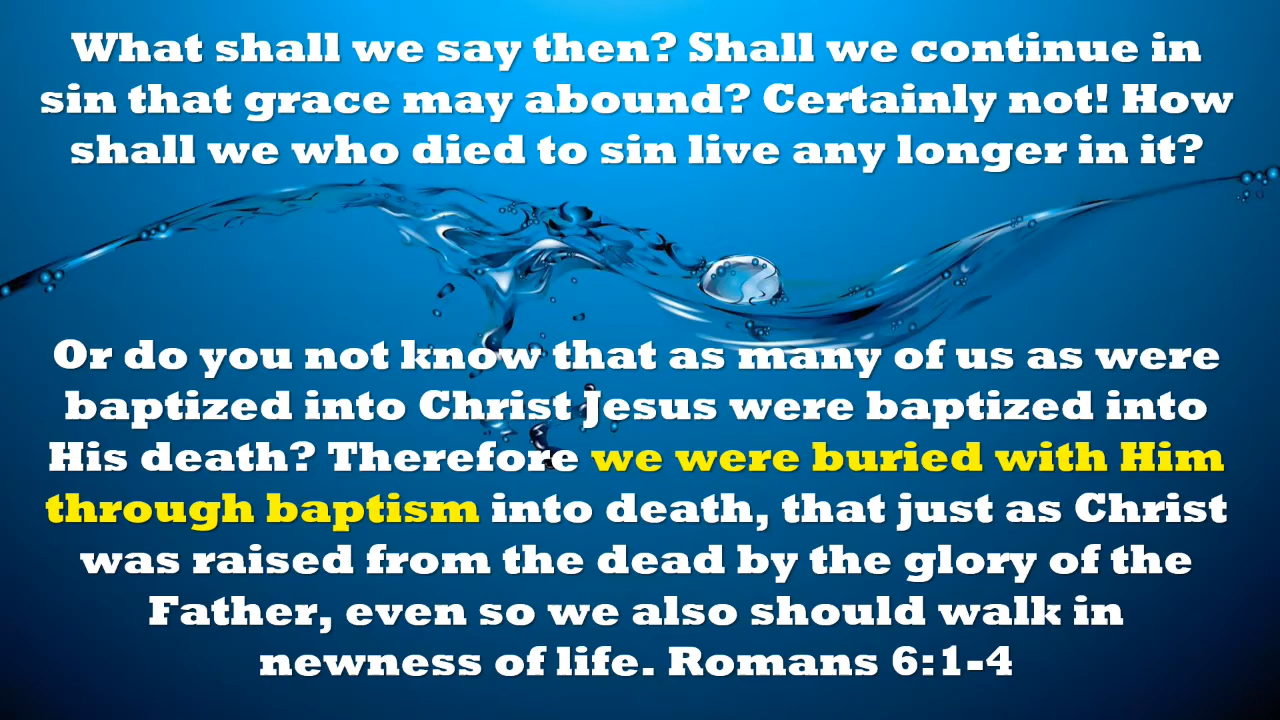 What shall we say then? Shall we continue in
sin that grace may abound? Certainly not! How
shall we who died to sin live any longer in it?
Or do you not know that as many of us as were
baptized into Christ Jesus were baptized into
His death? Therefore we were buried with Him
through baptism into death, that just as Christ
was raised from the dead by the glory of the
Father, even so we also should walk in
newness of life. Romans 6:1-4